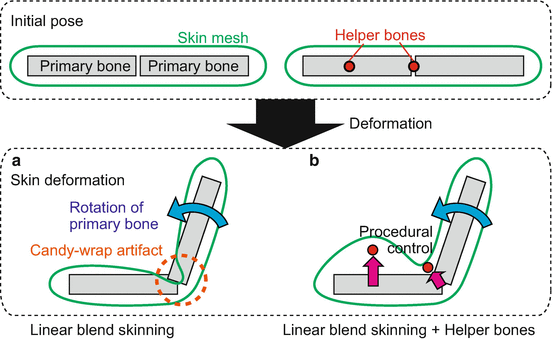 Initial pose
Skin mesh
Helper bones
Primary bone
Primary bone
Deformation
a
b
Skin deformation
Rotation of
primary bone
Candy-wrap artifact
Procedural
control
Linear blend skinning
Linear blend skinning + Helper bones